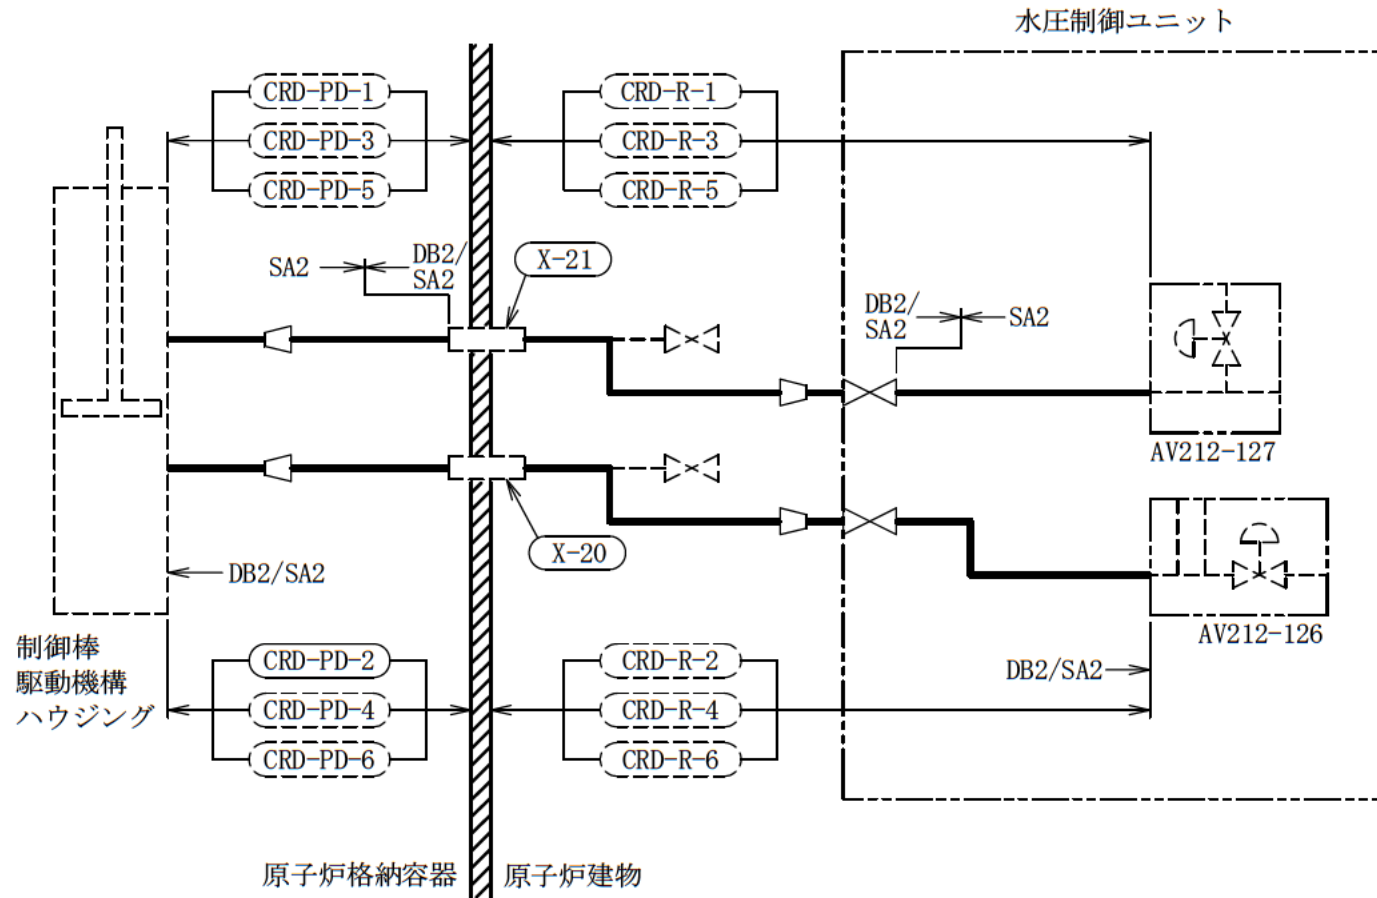 水圧制御ユニット
CRD-PD-1
CRD-R-1
CRD-PD-3
CRD-R-3
CRD-PD-5
CRD-R-5
SA2
DB2/
SA2
X-21
DB2/
SA2
SA2
AV212-127
X-20
DB2/SA2
AV212-126
制御棒
駆動機構
ハウジング
CRD-PD-2
CRD-R-2
DB2/SA2
CRD-PD-4
CRD-R-4
CRD-PD-6
CRD-R-6
原子炉格納容器
原子炉建物